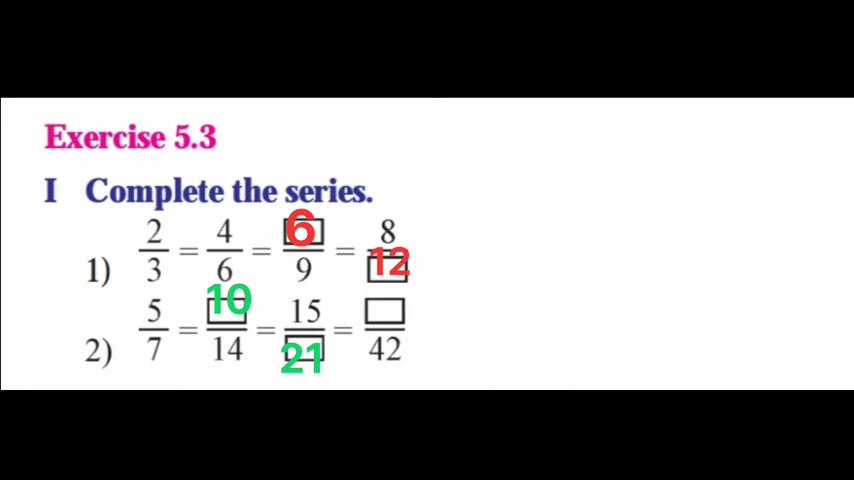 Exercise 5.3
I Complete the series.
1) 2/3 = 4/6 = 6/9 = 8/12
2) 5/7 = 10/14 = 15/21 = □/42